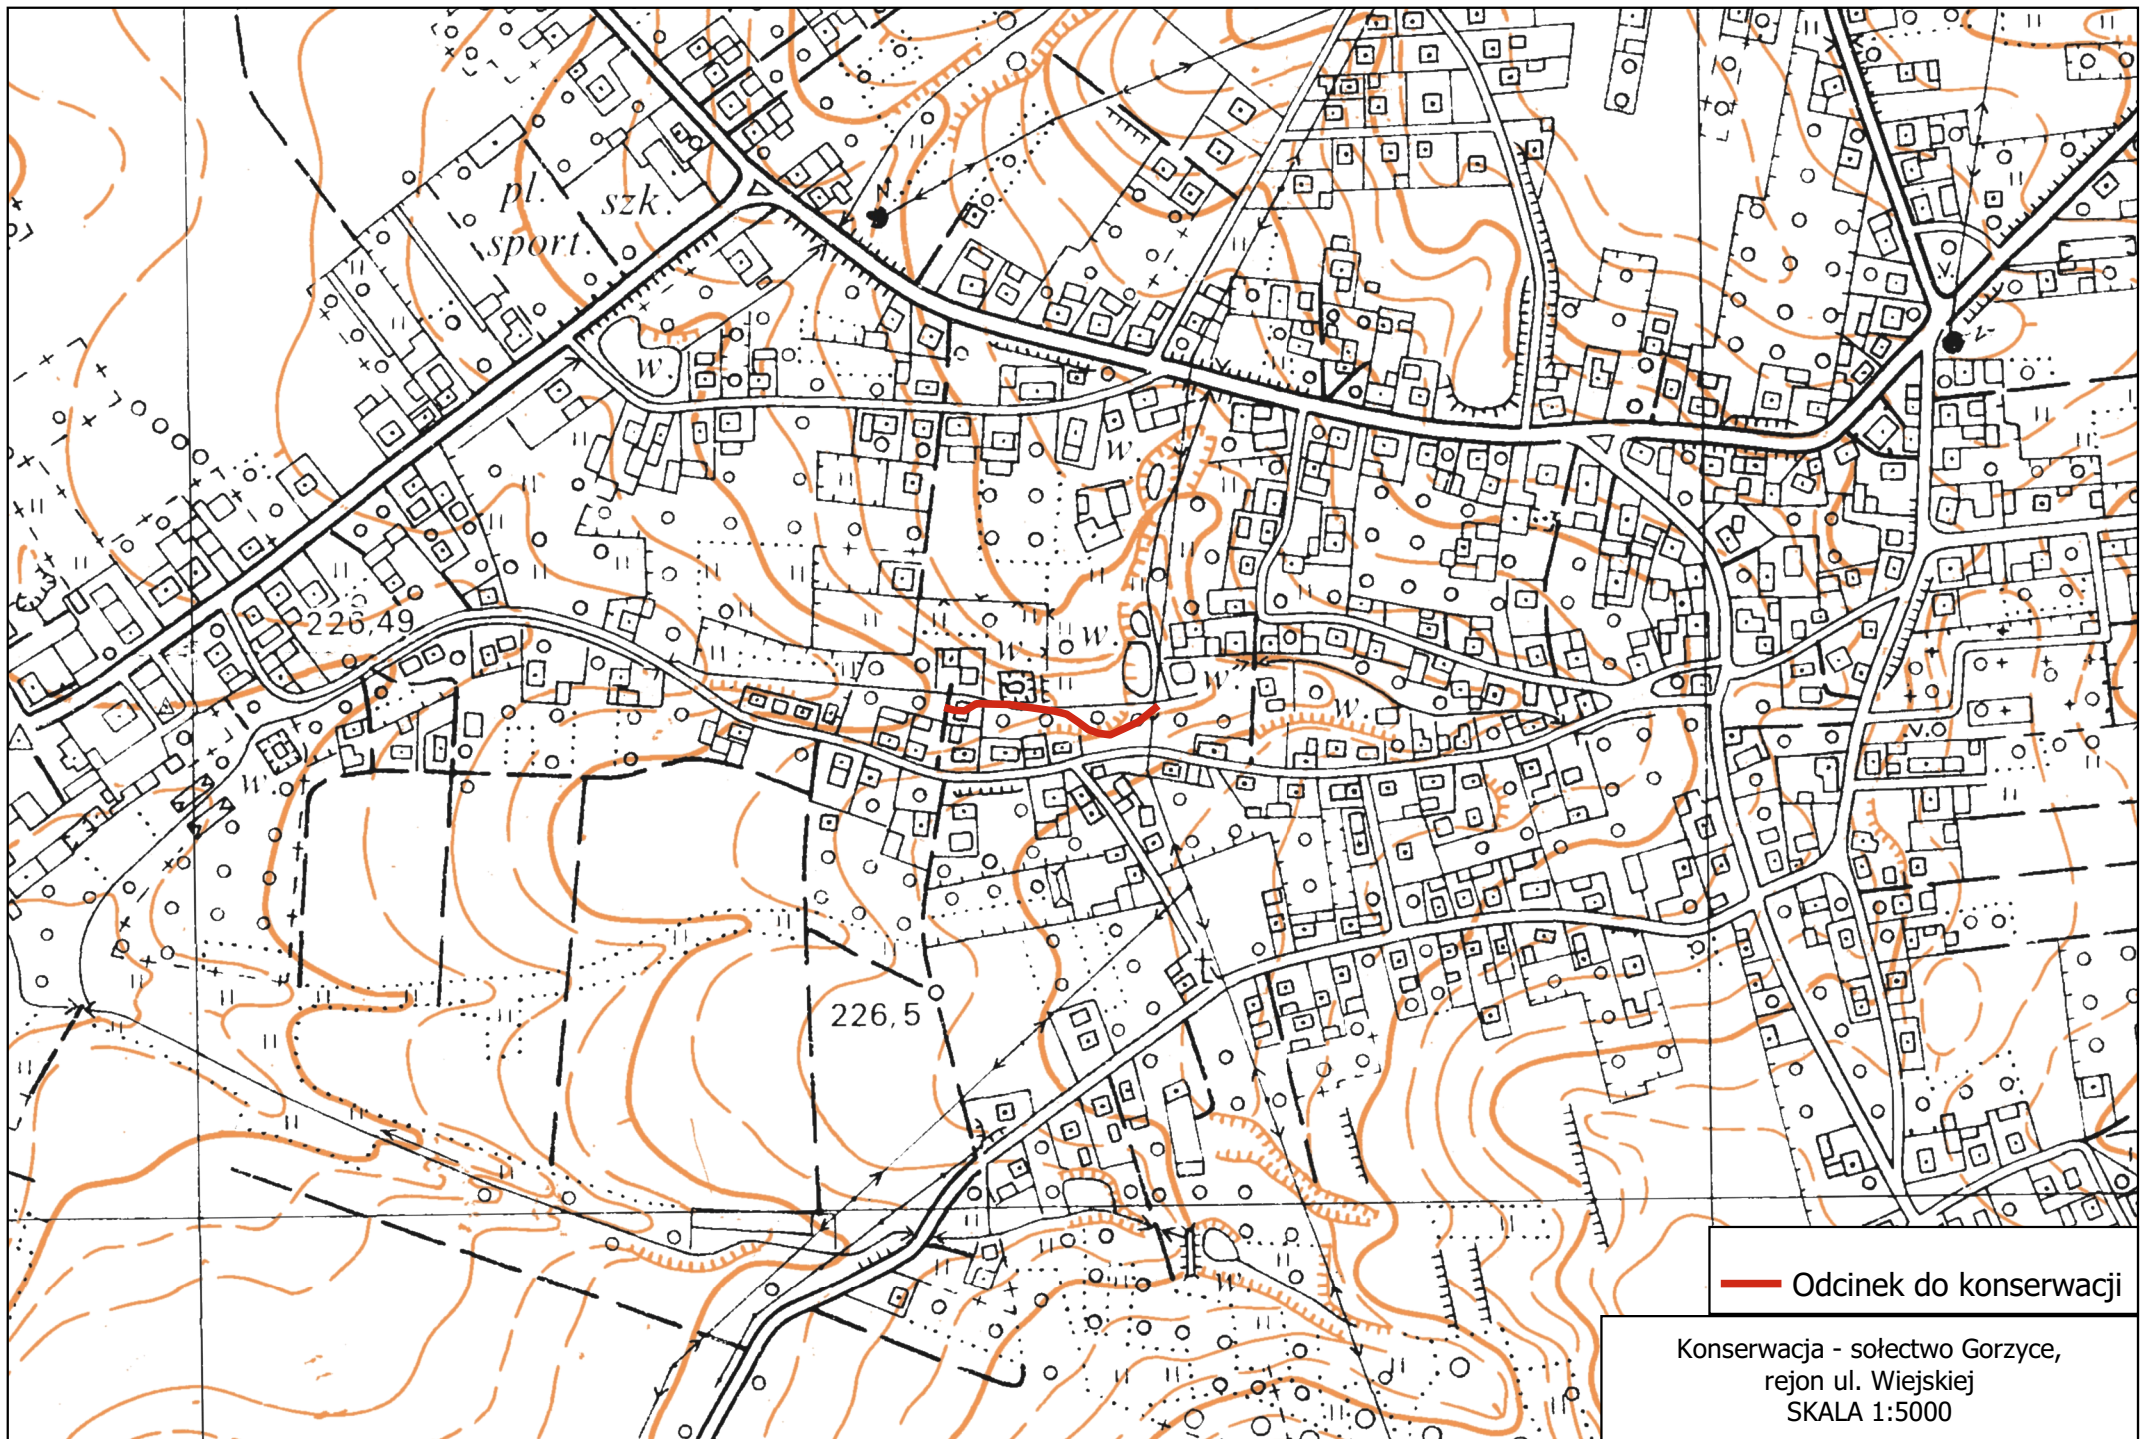 pl.
szk.
sport.
w.
w.
226,49
w.
w.
w.
w.
w.
226,5
w.
Odcinek do konserwacji
Konserwacja - sołectwo Gorzyce,
rejon ul. Wiejskiej
SKALA 1:5000